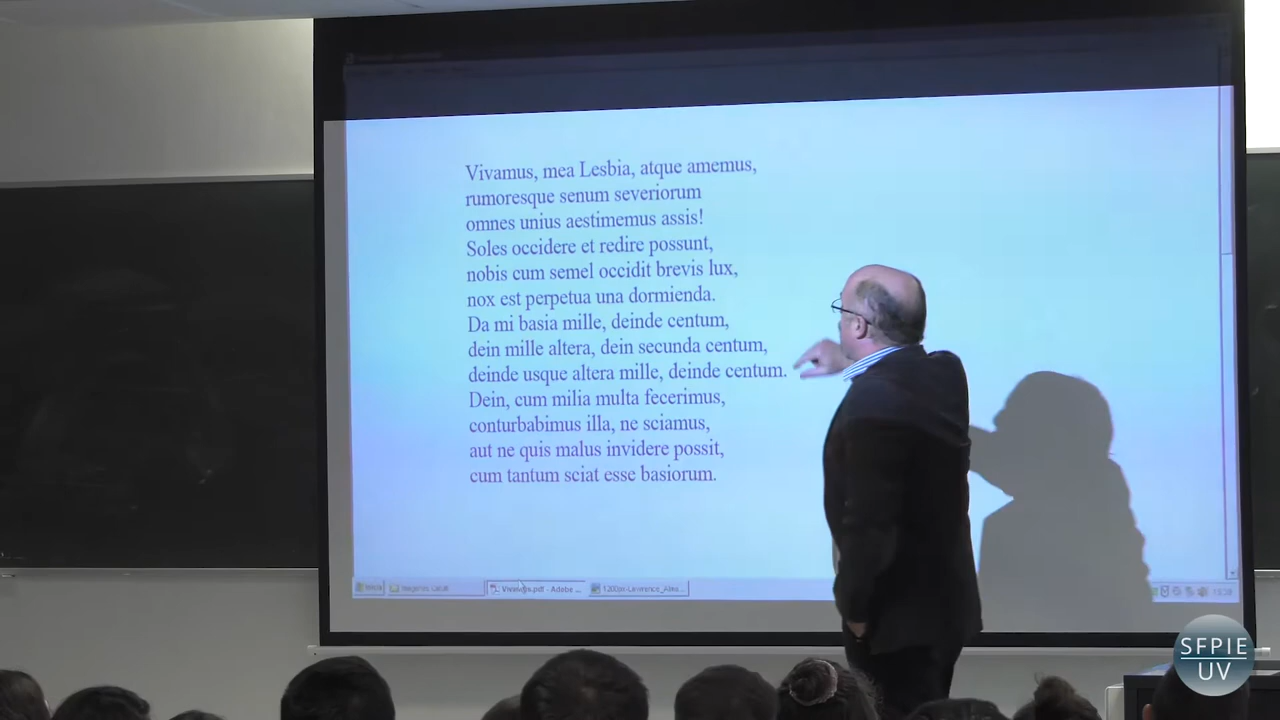 Vivamus, mea Lesbia, atque amemus,
rumoresque senum severiorum
omnes unius aestimemus assis!
Soles occidere et redire possunt,
nobis cum semel occidit brevis lux,
nox est perpetua una dormienda.
Da mi basia mille, deinde centum,
dein mille altera, dein secunda centum,
deinde usque altera mille, deinde centum.
Dein, cum milia multa fecerimus,
conturbabimus illa, ne sciamus,
aut ne quis malus invidere possit,
cum tantum sciat esse basiorum.
Vivamus.pdf - Adobe ...
SFPIE
UV